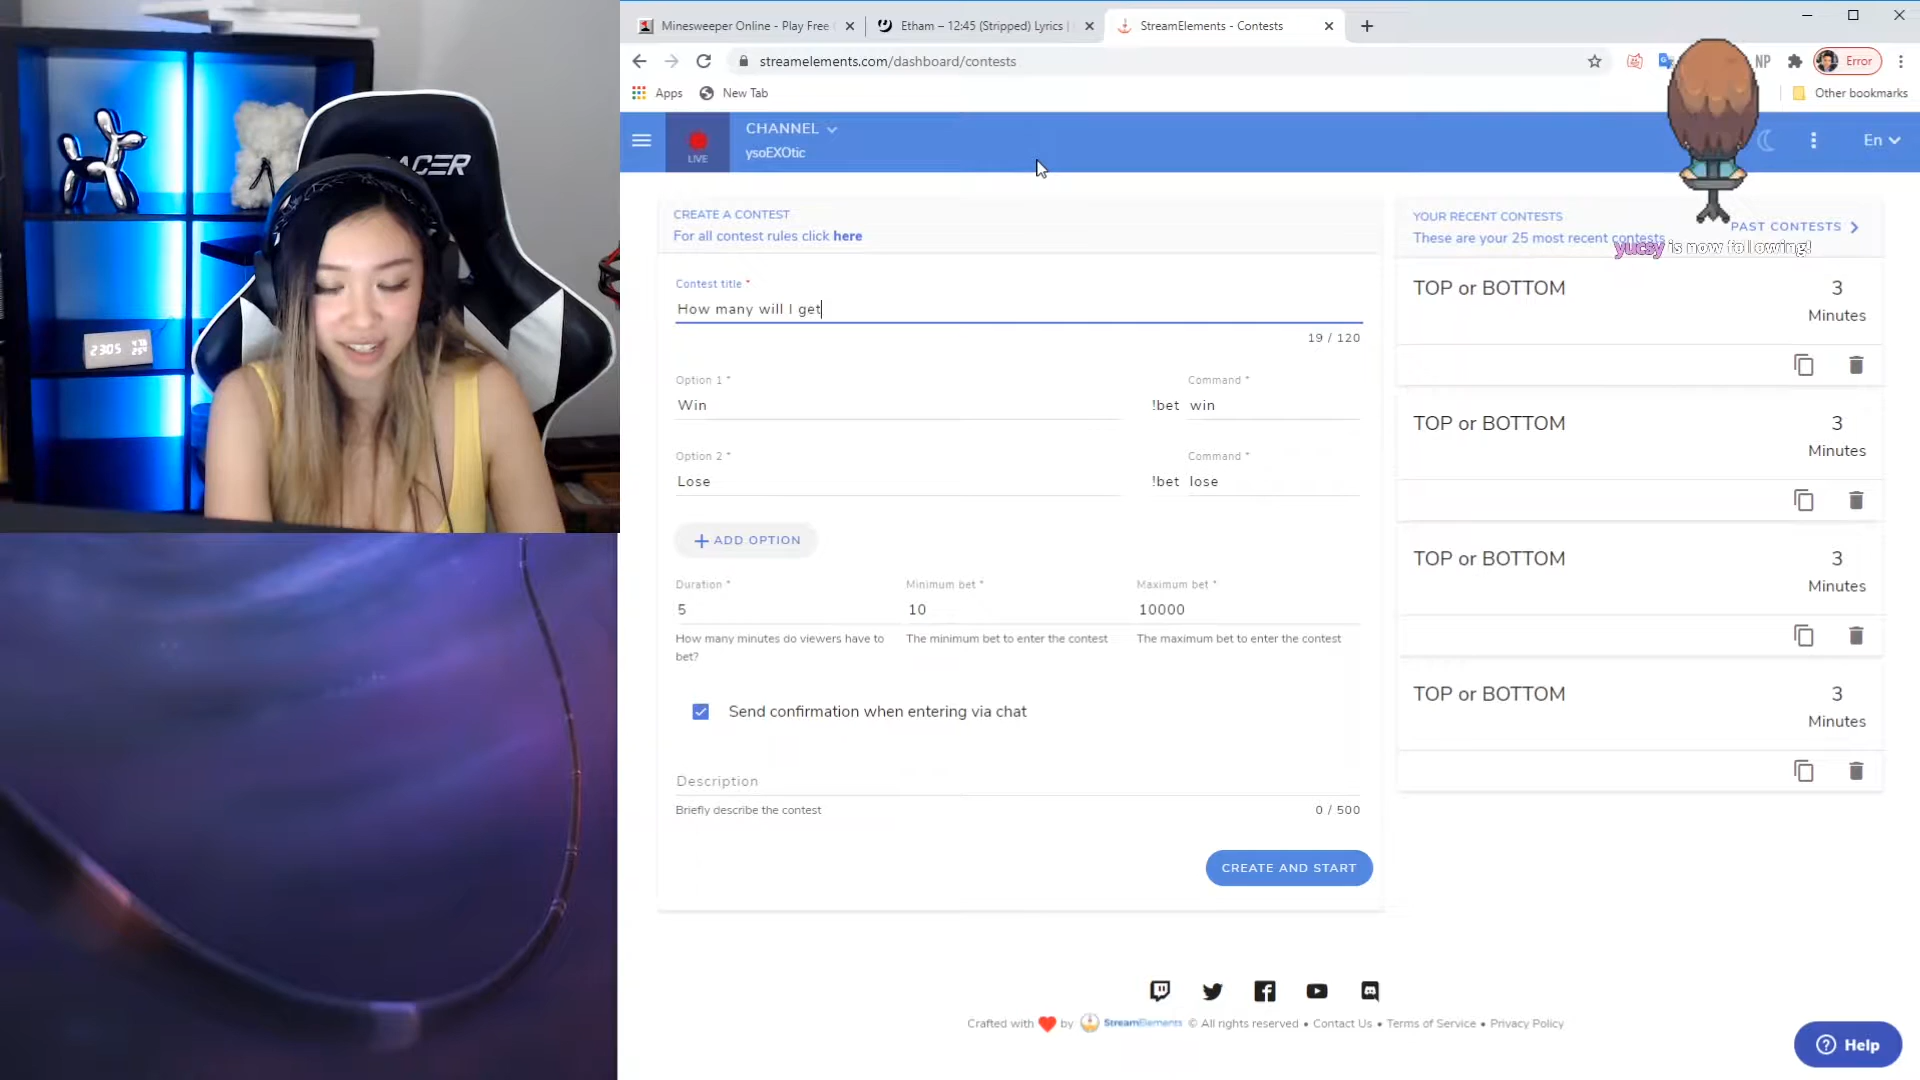 Minesweeper Online - Play Free
Etham – 12:45 (Stripped) Lyrics |
StreamElements - Contests
streamelements.com/dashboard/contests
NP
Error
Apps
New Tab
Other bookmarks
LIVE
CHANNEL
ysoEXOtic
En
CREATE A CONTEST
For all contest rules click here
YOUR RECENT CONTESTS
These are your 25 most recent contests
PAST CONTESTS
yucsy is now following!
Contest title *
How many will I get
19 / 120
Option 1 *
Win
Command *
!bet win
Option 2 *
Lose
Command *
!bet lose
ADD OPTION
Duration *
5
How many minutes do viewers have to
bet?
Minimum bet *
10
The minimum bet to enter the contest
Maximum bet *
10000
The maximum bet to enter the contest
Send confirmation when entering via chat
Description
Briefly describe the contest
0 / 500
CREATE AND START
TOP or BOTTOM
3
Minutes
TOP or BOTTOM
3
Minutes
TOP or BOTTOM
3
Minutes
TOP or BOTTOM
3
Minutes
Crafted with by StreamElements © All rights reserved • Contact Us • Terms of Service • Privacy Policy
Help
2305